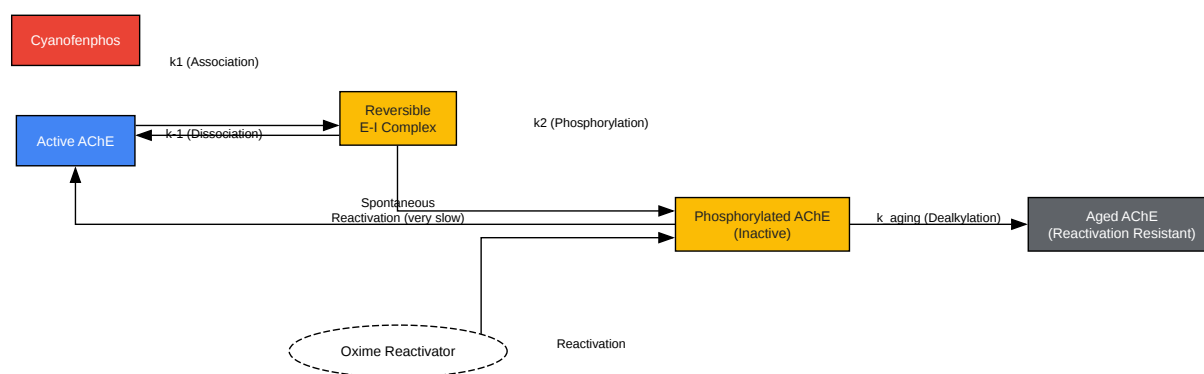 Cyanofenphos
k1 (Association)
Reversible
E-I Complex
k2 (Phosphorylation)
Active AChE
k-1 (Dissociation)
Spontaneous
Reactivation (very slow)
Phosphorylated AChE
(Inactive)
k_aging (Dealkylation)
Aged AChE
(Reactivation Resistant)
Oxime Reactivator
Reactivation